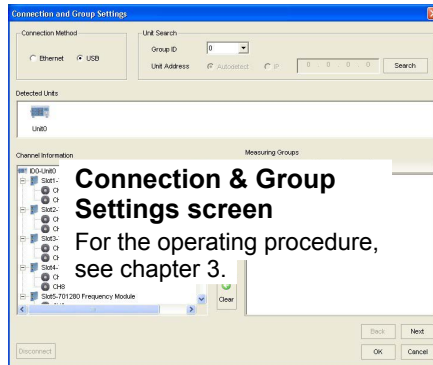 Connection and Group Settings
Connection Method
Ethernet
USB
Unit Search
Group ID
0
Unit Address
Autodetect
IP
0 . 0 . 0 . 0
Search
Detected Units
Unit0
Channel Information
Measuring Groups
ID0-Unit0
Slot1-
Slot2-
Slot3-
Slot4-
CH8
Slot5-701280 Frequency Module
Connection & Group
Settings screen
For the operating procedure,
see chapter 3.
Clear
Back
Next
Disconnect
OK
Cancel